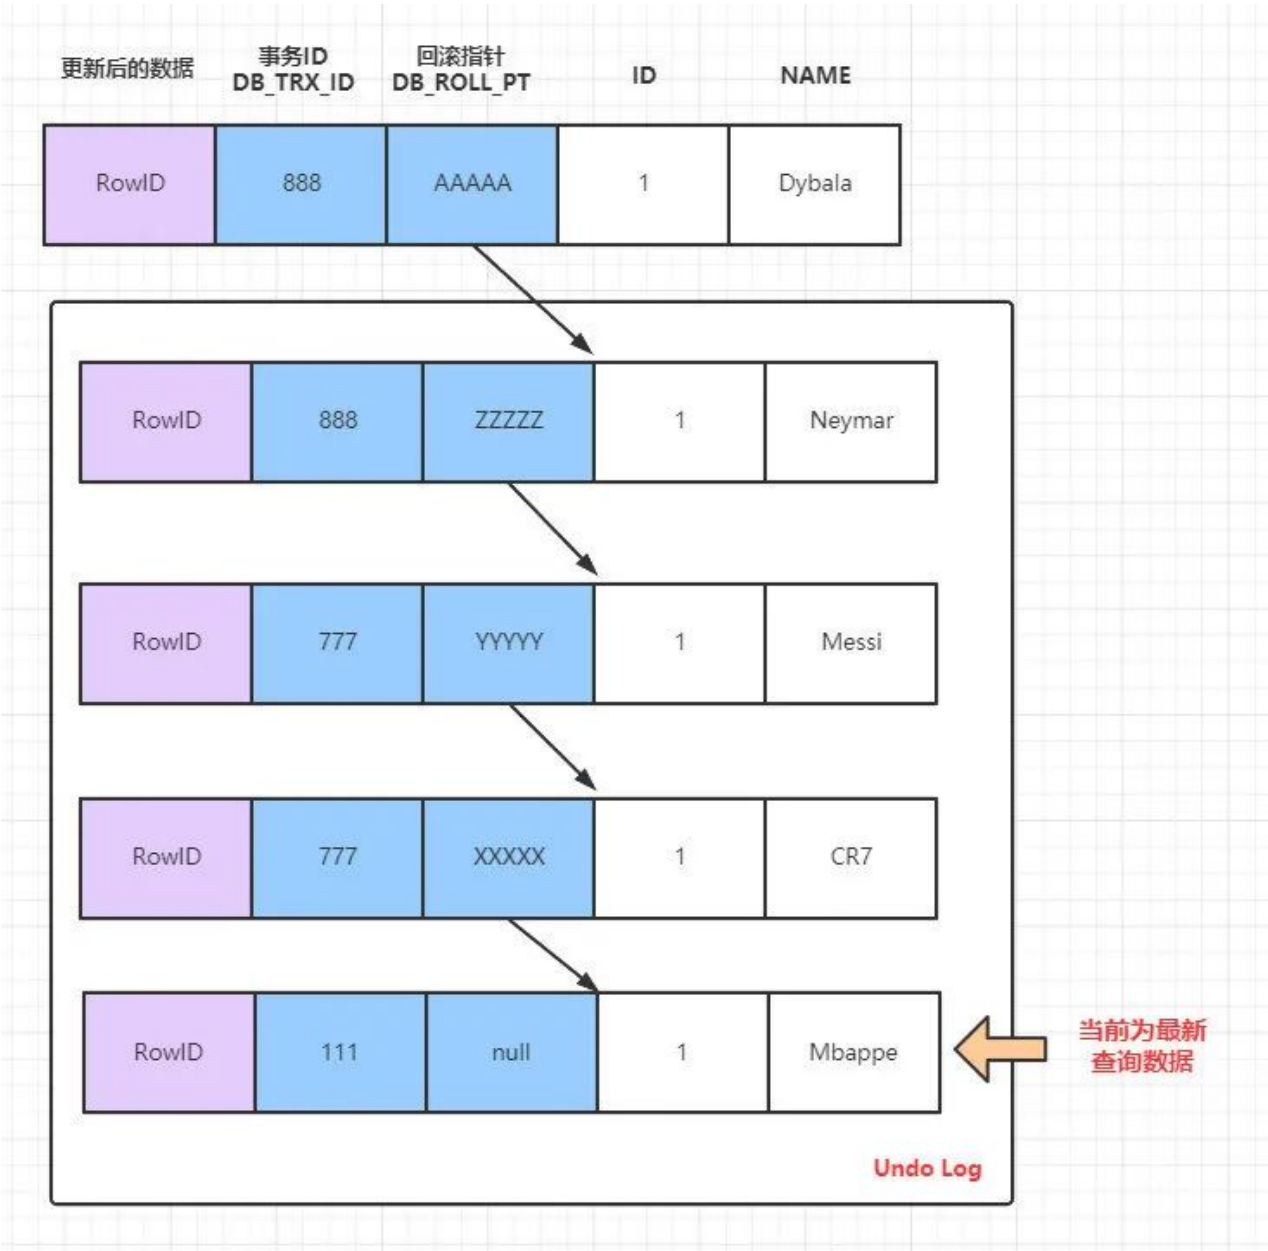 更新后的数据
事务ID
DB_TRX_ID
回滚指针
DB_ROLL_PT
ID
NAME
RowID 888 AAAAA 1 Dybala
RowID 888 ZZZZZ 1 Neymar
RowID 777 YYYYY 1 Messi
RowID 777 XXXXX 1 CR7
RowID 111 null 1 Mbappe
当前为最新
查询数据
Undo Log